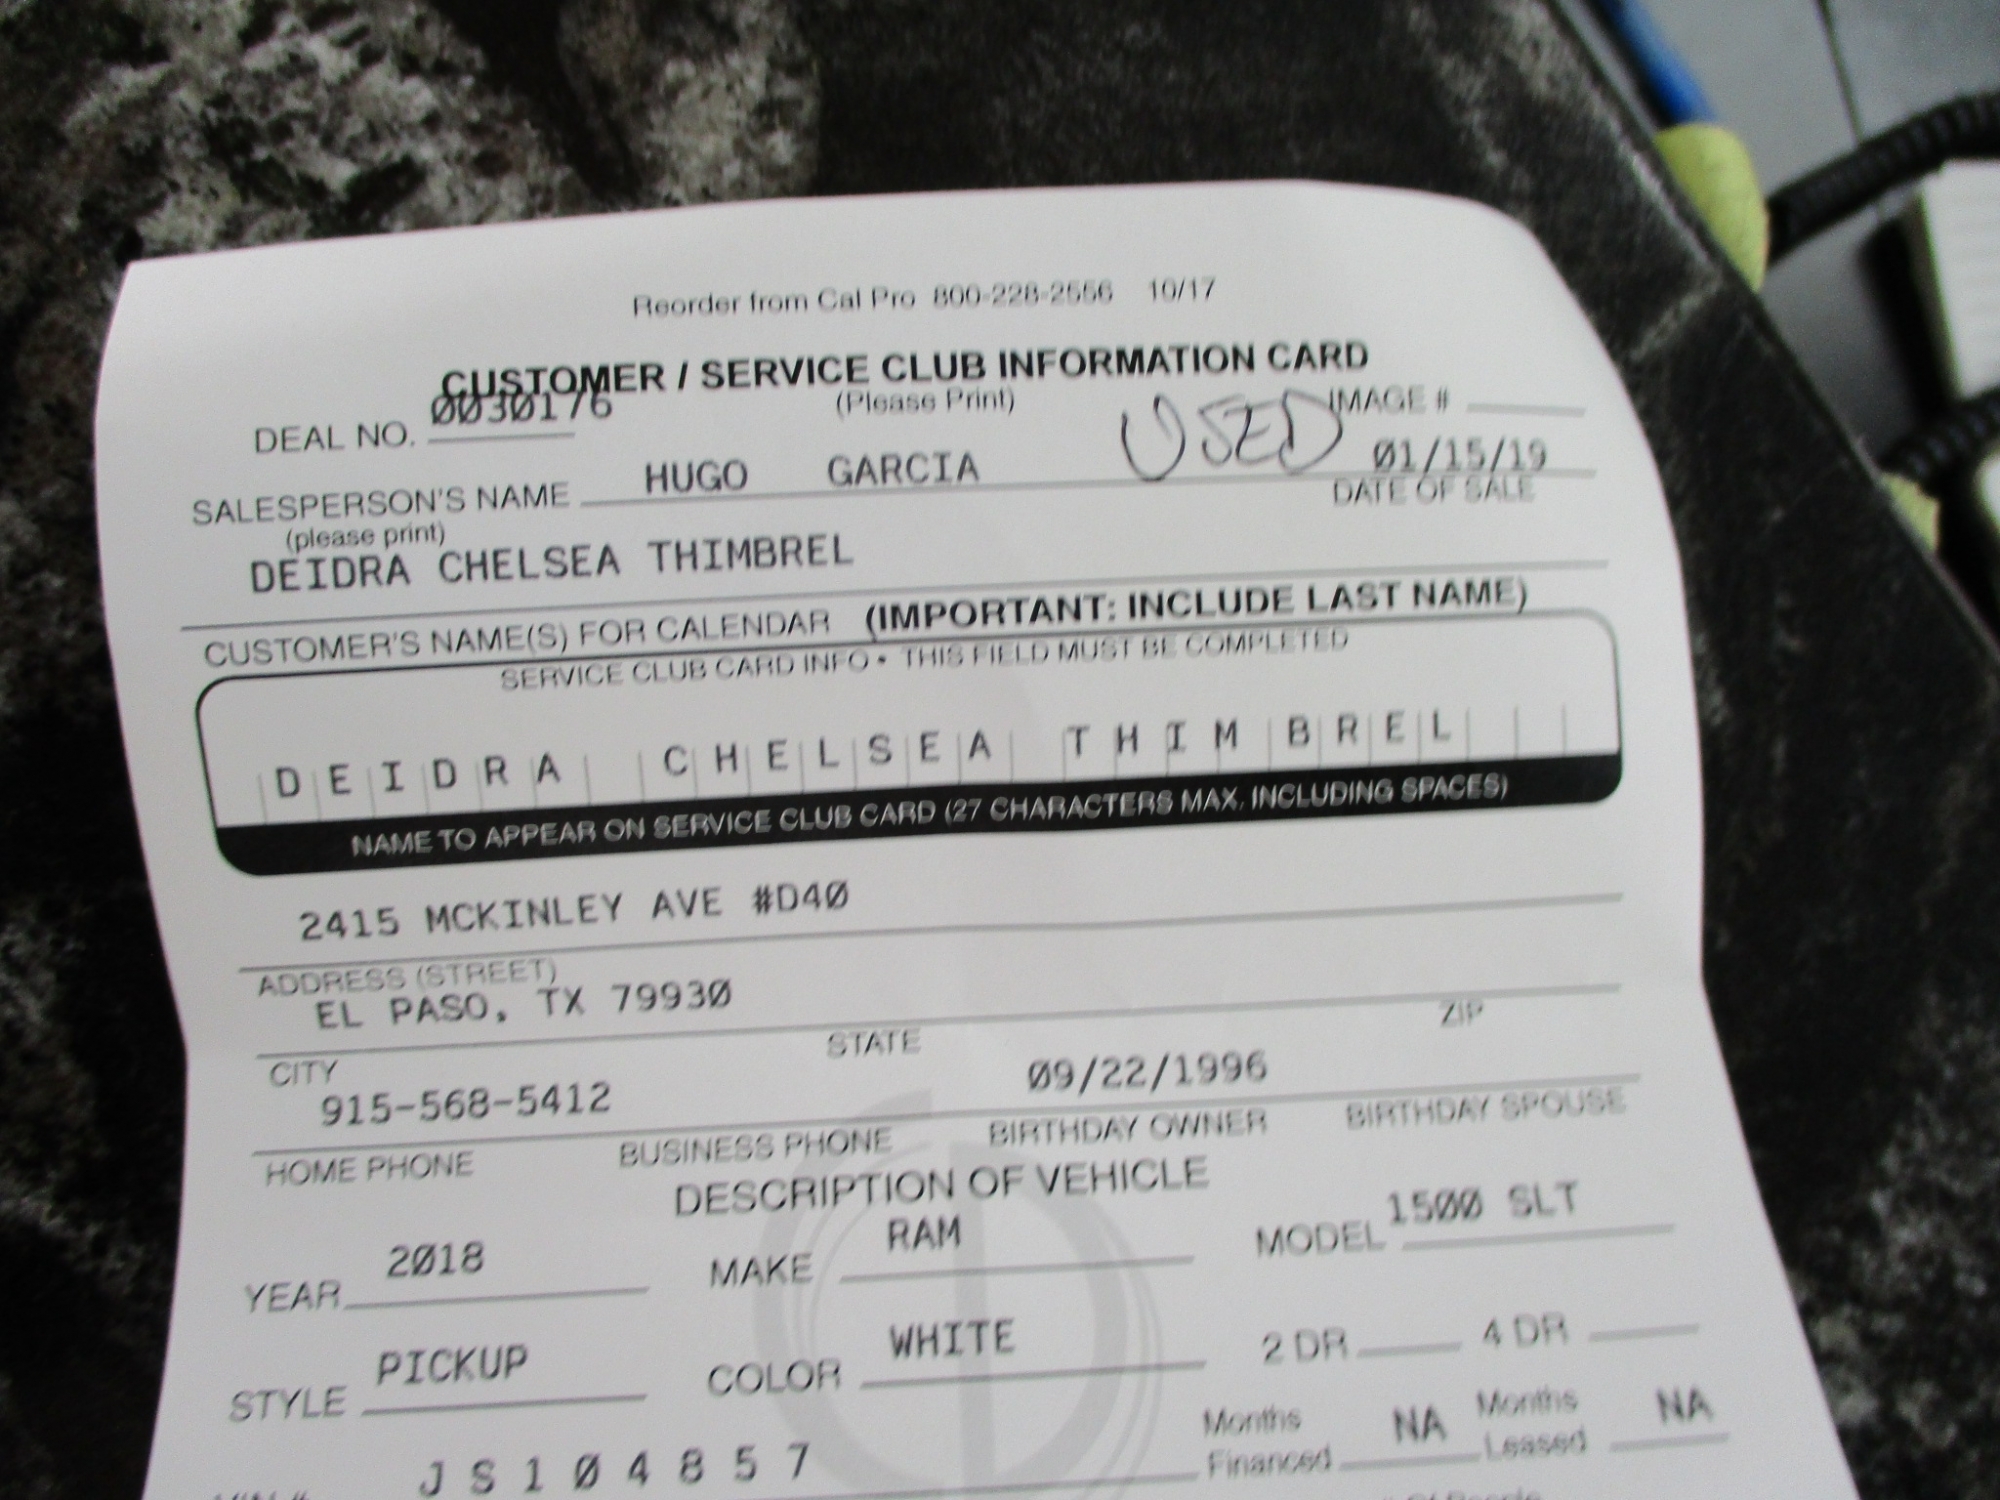 Reorder from Cal Pro 800-228-2556 10/17
CUSTOMER / SERVICE CLUB INFORMATION CARD
(Please Print)
IMAGE #
DEAL NO. 0030176
USED
SALESPERSON'S NAME HUGO GARCIA 01/15/19
(please print) DATE OF SALE
DEIDRA CHELSEA THIMBREL
CUSTOMER'S NAME(S) FOR CALENDAR (IMPORTANT: INCLUDE LAST NAME)
SERVICE CLUB CARD INFO • THIS FIELD MUST BE COMPLETED
DEIDRA CHELSEA THIMBREL
NAME TO APPEAR ON SERVICE CLUB CARD (27 CHARACTERS MAX, INCLUDING SPACES)
2415 MCKINLEY AVE #D40
ADDRESS (STREET)
EL PASO, TX 79930
CITY STATE ZIP
915-568-5412 09/22/1996
HOME PHONE BUSINESS PHONE BIRTHDAY OWNER BIRTHDAY SPOUSE
DESCRIPTION OF VEHICLE
YEAR 2018 MAKE RAM MODEL 1500 SLT
STYLE PICKUP COLOR WHITE 2 DR 4 DR
Months Financed NA Months Leased NA
JS104857